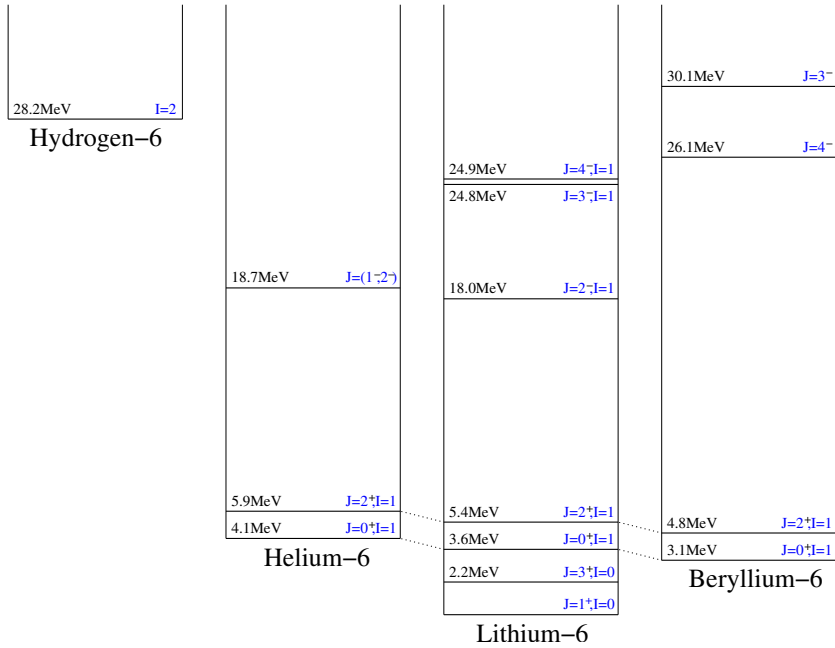 28.2MeV I=2
Hydrogen−6
18.7MeV J=(1⁻,2⁻)
5.9MeV J=2⁺,I=1
4.1MeV J=0⁺,I=1
Helium−6
24.9MeV J=4⁻,I=1
24.8MeV J=3⁻,I=1
18.0MeV J=2⁻,I=1
5.4MeV J=2⁺,I=1
3.6MeV J=0⁺,I=1
2.2MeV J=3⁺,I=0
J=1⁺,I=0
Lithium−6
30.1MeV J=3⁻
26.1MeV J=4⁻
4.8MeV J=2⁺,I=1
3.1MeV J=0⁺,I=1
Beryllium−6